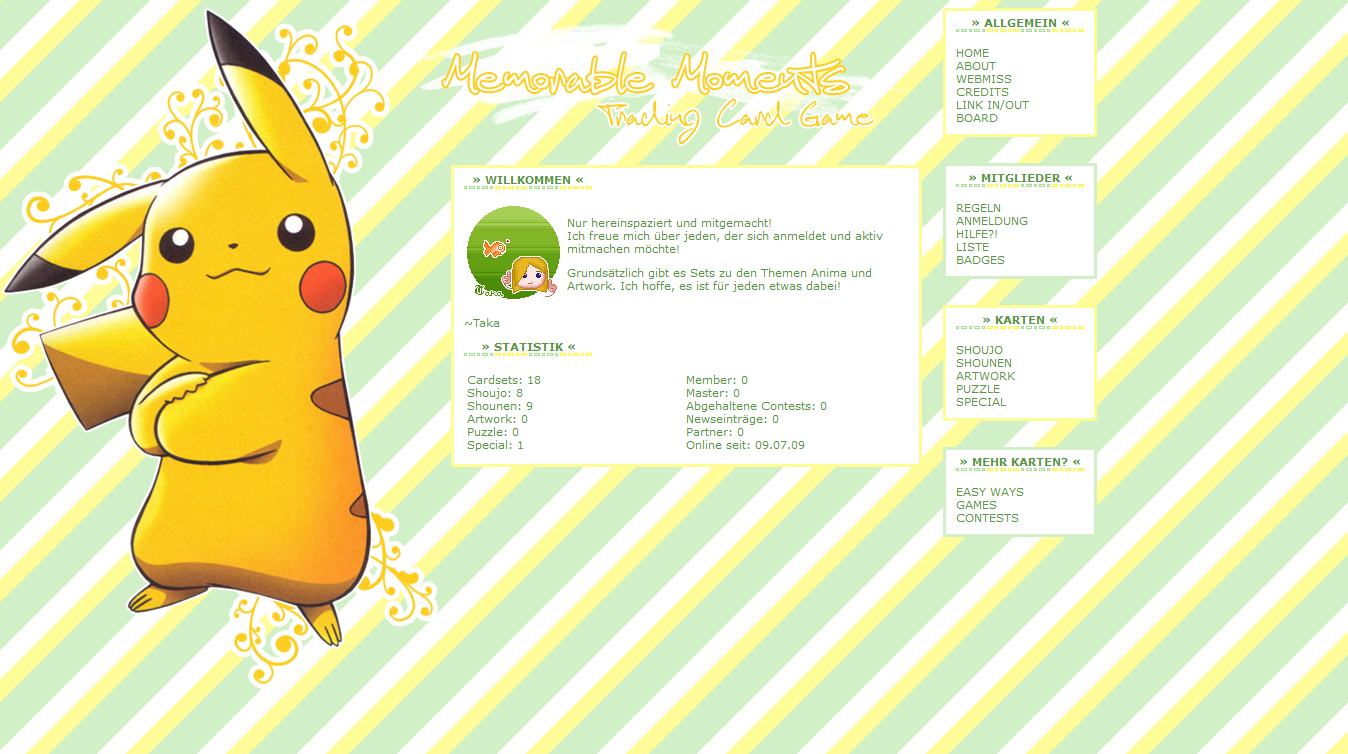 Memorable Moments
Trading Card Game
» WILLKOMMEN «
Nur hereinspaziert und mitgemacht!
Ich freue mich über jeden, der sich anmeldet und aktiv
mitmachen möchte!
Grundsätzlich gibt es Sets zu den Themen Anima und
Artwork. Ich hoffe, es ist für jeden etwas dabei!
Tara
~Taka
» STATISTIK «
Cardsets: 18
Shoujo: 8
Shounen: 9
Artwork: 0
Puzzle: 0
Special: 1
Member: 0
Master: 0
Abgehaltene Contests: 0
Newseinträge: 0
Partner: 0
Online seit: 09.07.09
» ALLGEMEIN «
HOME
ABOUT
WEBMISS
CREDITS
LINK IN/OUT
BOARD
» MITGLIEDER «
REGELN
ANMELDUNG
HILFE?!
LISTE
BADGES
» KARTEN «
SHOUJO
SHOUNEN
ARTWORK
PUZZLE
SPECIAL
» MEHR KARTEN? «
EASY WAYS
GAMES
CONTESTS